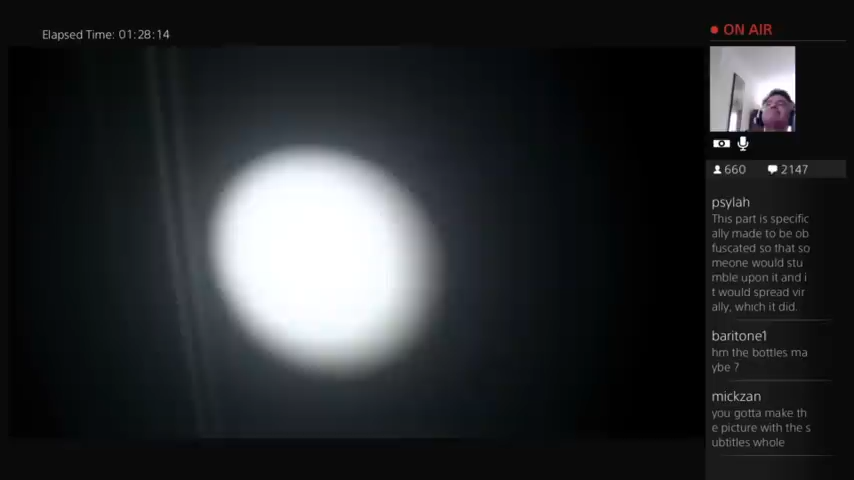 Elapsed Time: 01:28:14
ON AIR
660 2147
psylah
This part is specific
ally made to be ob
fuscated so that so
meone would stu
mble upon it and i
t would spread vir
ally, which it did.
baritone1
hm the bottles ma
ybe ?
mickzan
you gotta make th
e picture with the s
ubtitles whole